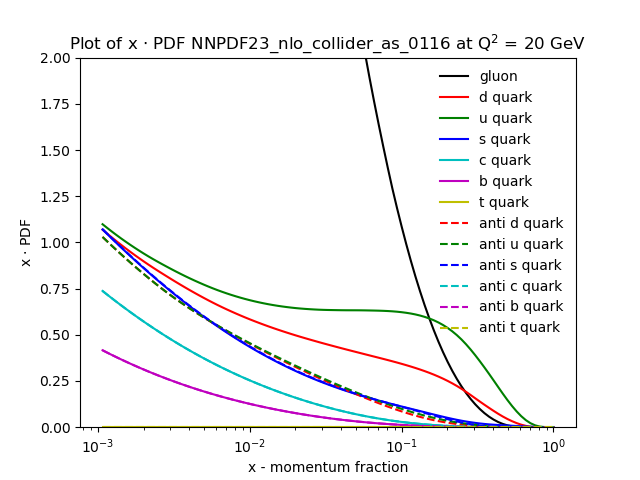 Plot of x · PDF NNPDF23_nlo_collider_as_0116 at Q² = 20 GeV
x · PDF
2.00
1.75
1.50
1.25
1.00
0.75
0.50
0.25
0.00
gluon
d quark
u quark
s quark
c quark
b quark
t quark
anti d quark
anti u quark
anti s quark
anti c quark
anti b quark
anti t quark
10⁻³ 10⁻² 10⁻¹ 10⁰
x - momentum fraction